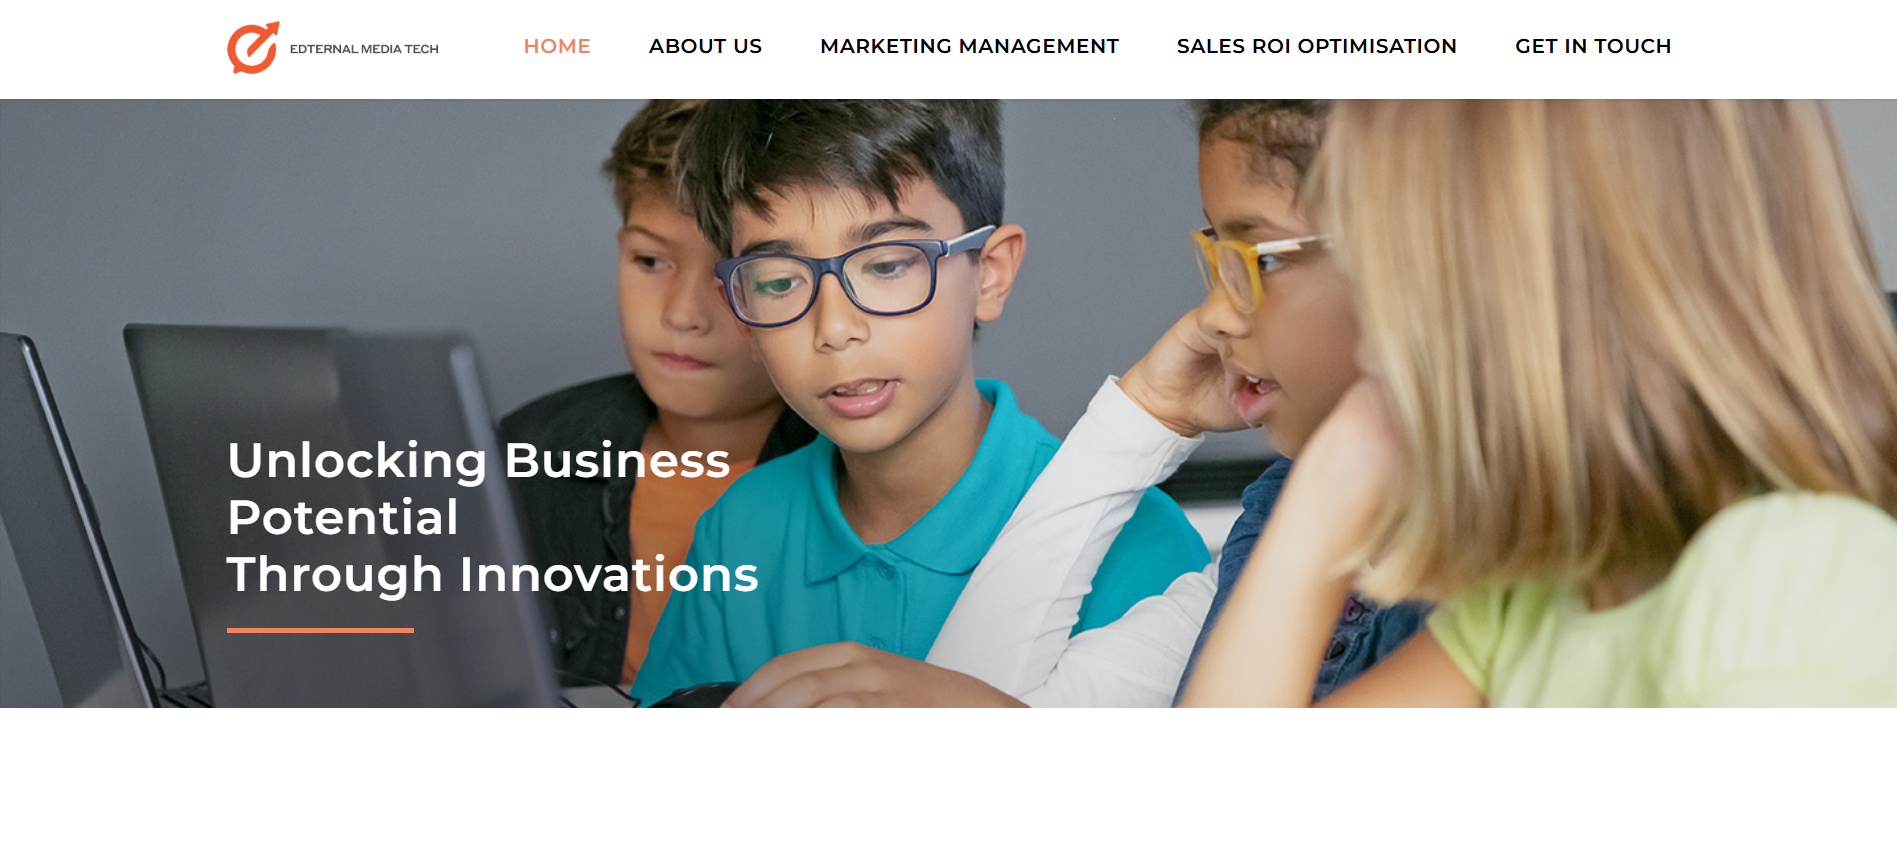 EDTERNAL MEDIA TECH
HOME
ABOUT US
MARKETING MANAGEMENT
SALES ROI OPTIMISATION
GET IN TOUCH
Unlocking Business
Potential
Through Innovations